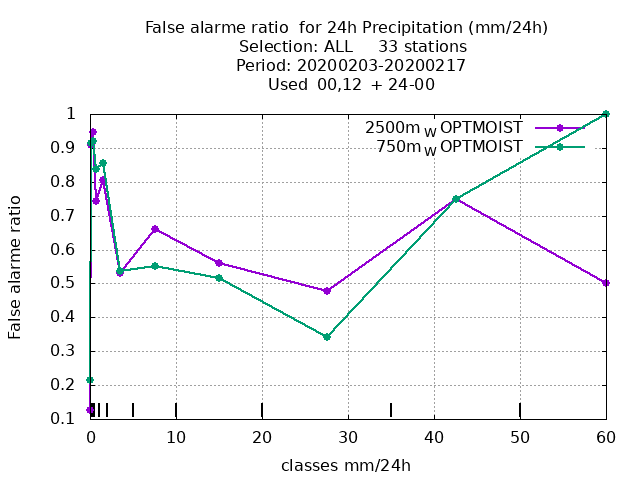 False alarme ratio  for 24h Precipitation (mm/24h)
Selection: ALL     33 stations
Period: 20200203-20200217
Used  00,12  + 24-00
2500m W OPTMOIST
750m W OPTMOIST
1
0.9
0.8
0.7
0.6
0.5
0.4
0.3
0.2
0.1
False alarme ratio
0 10 20 30 40 50 60
classes mm/24h